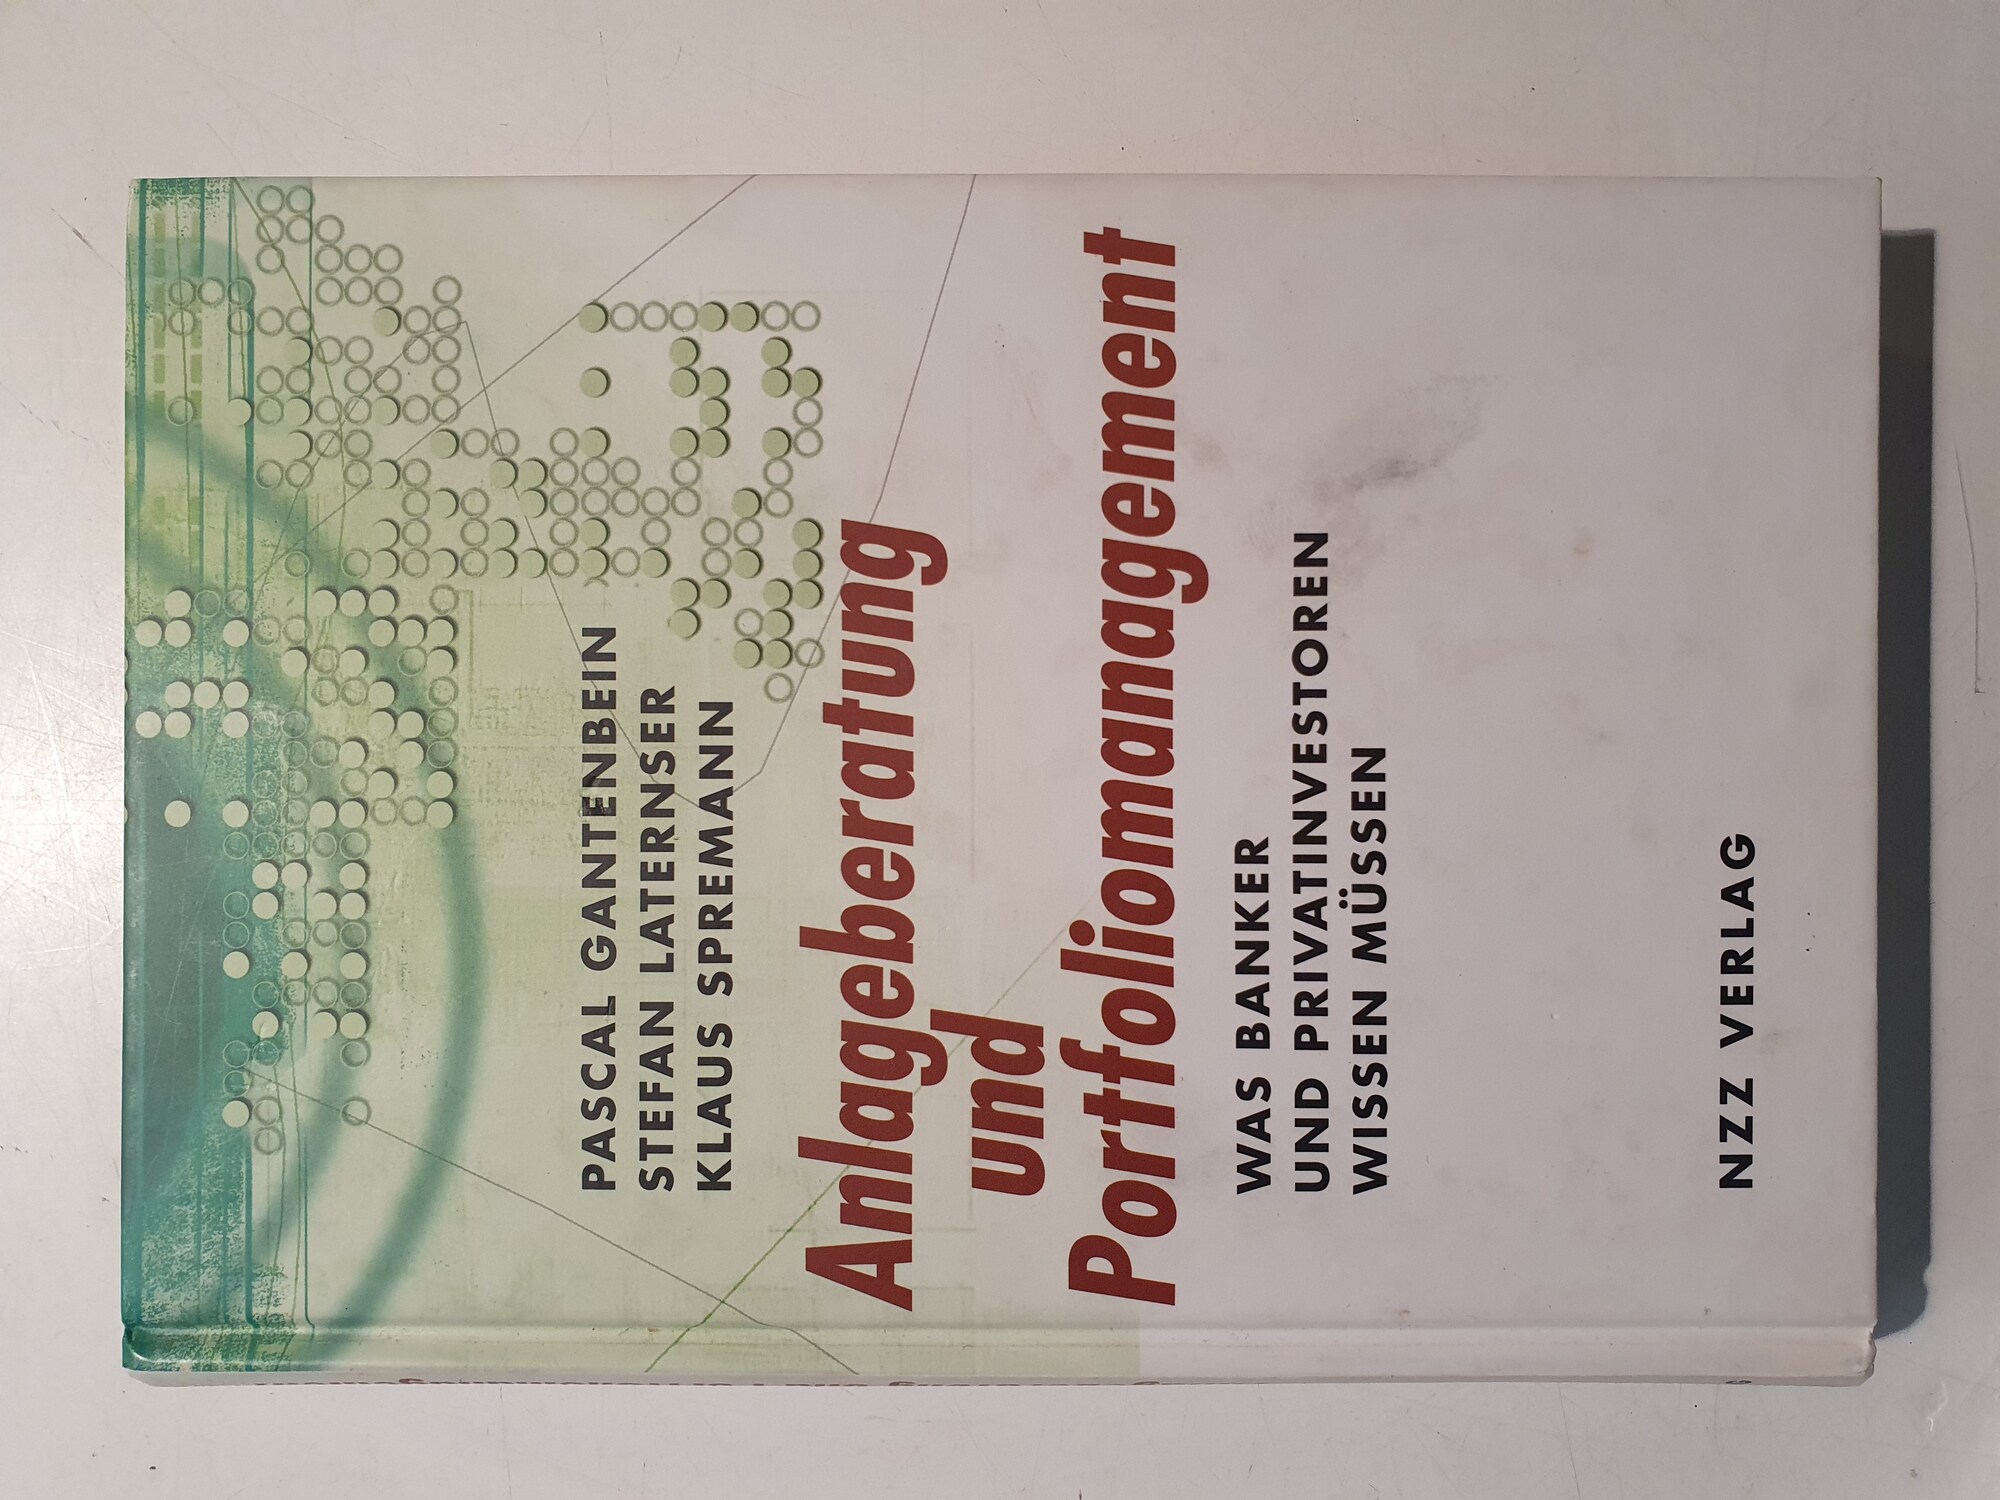 PASCAL GANTENBEIN
STEFAN LATERNSER
KLAUS SPREMANN
Anlageberatung
und
Portfoliomanagement
WAS BANKER
UND PRIVATINVESTOREN
WISSEN MÜSSEN
NZZ VERLAG